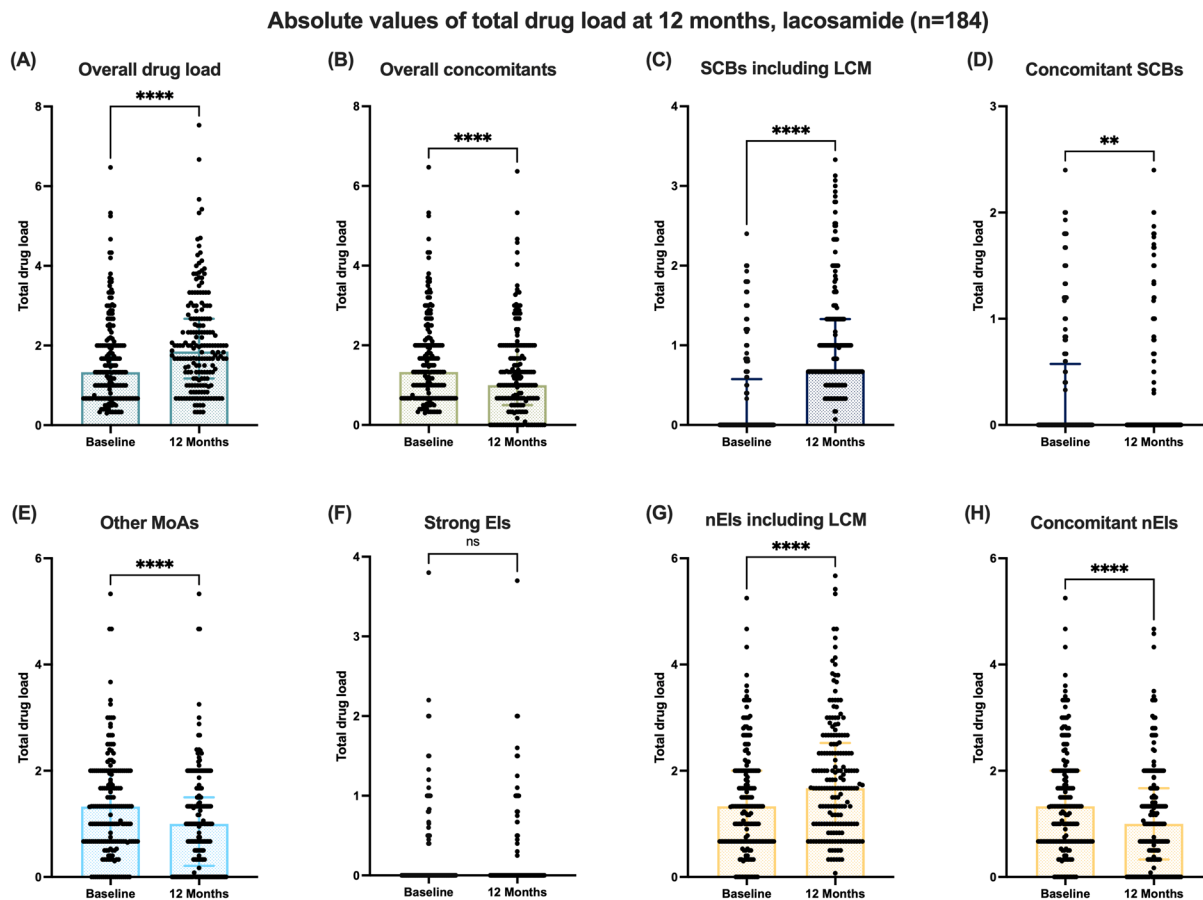 Absolute values of total drug load at 12 months, lacosamide (n=184)
(A)
Overall drug load
****
8
6
4
2
0
Total drug load
Baseline
12 Months
(B)
Overall concomitants
****
8
6
4
2
0
Total drug load
Baseline
12 Months
(C)
SCBs including LCM
****
4
3
2
1
0
Total drug load
Baseline
12 Months
(D)
Concomitant SCBs
**
3
2
1
0
Total drug load
Baseline
12 Months
(E)
Other MoAs
****
6
4
2
0
Total drug load
Baseline
12 Months
(F)
Strong EIs
ns
4
3
2
1
0
Total drug load
Baseline
12 Months
(G)
nEIs including LCM
****
6
4
2
0
Total drug load
Baseline
12 Months
(H)
Concomitant nEIs
****
6
4
2
0
Total drug load
Baseline
12 Months